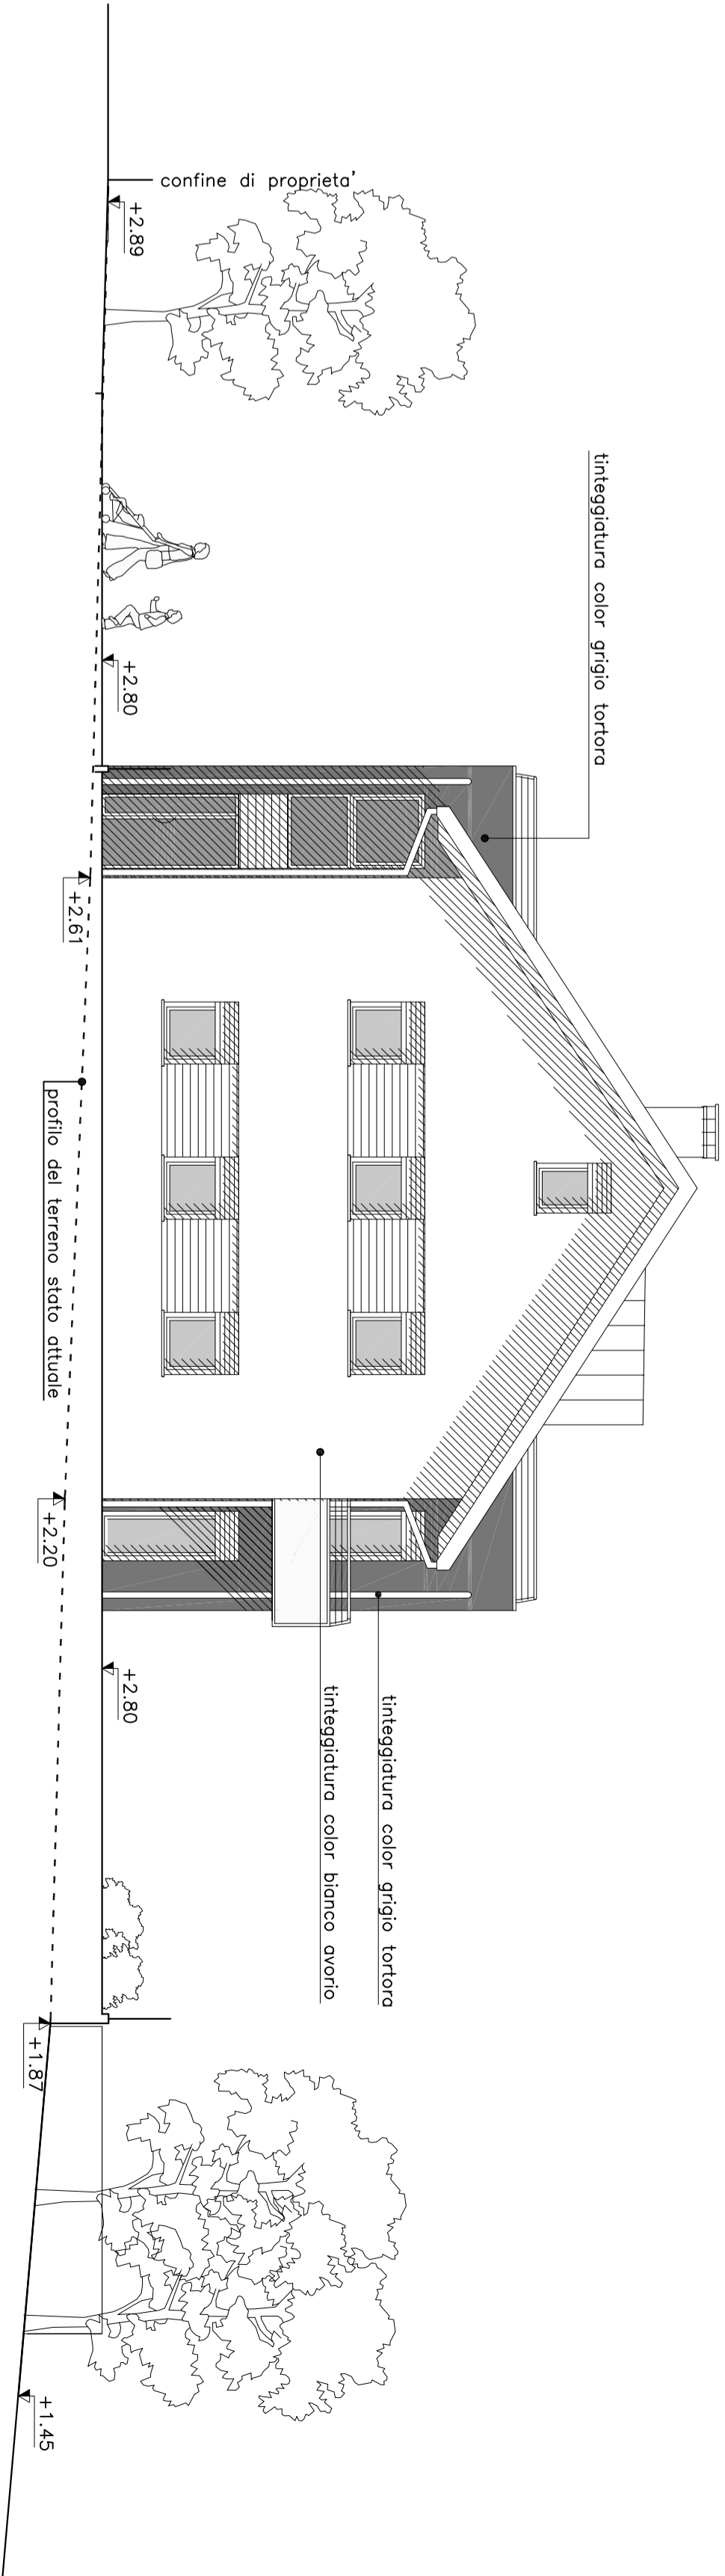 confine di proprieta'
+2.89
tinteggiatura color grigio tortora
+2.80
+2.61
profilo del terreno stato attuale
+2.20
+2.80
tinteggiatura color grigio tortora
tinteggiatura color bianco avorio
+1.87
+1.45